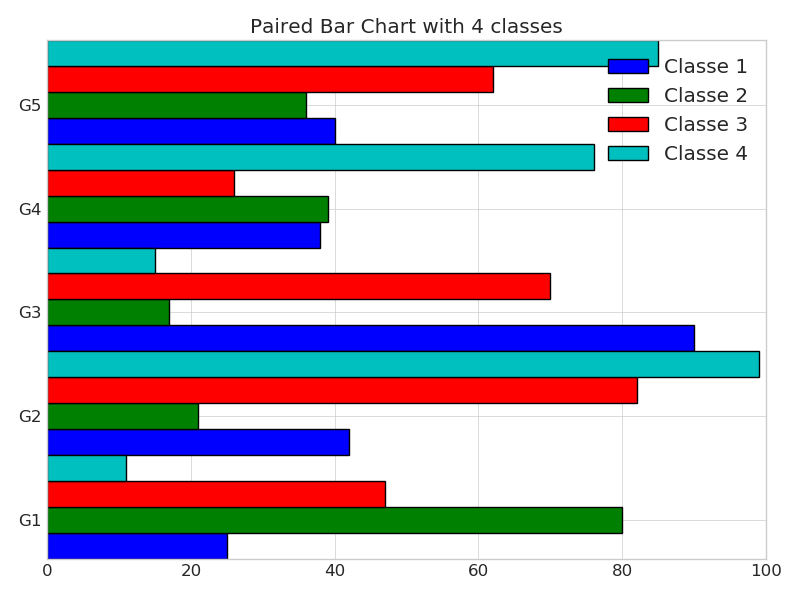 Paired Bar Chart with 4 classes
Classe 1
Classe 2
Classe 3
Classe 4
G5
G4
G3
G2
G1
0 20 40 60 80 100